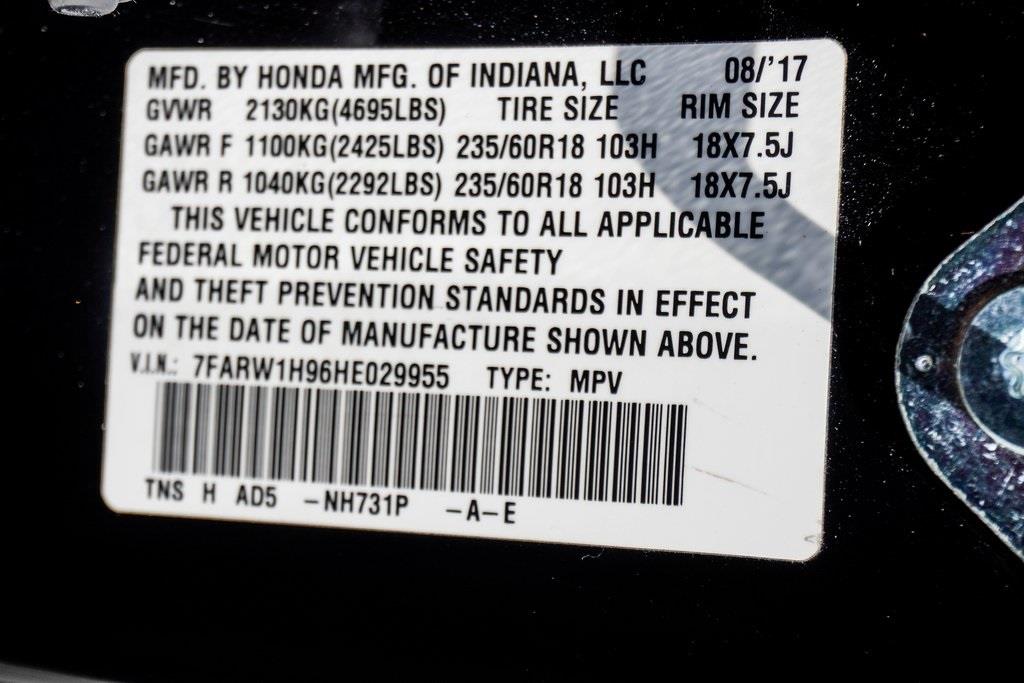 MFD. BY HONDA MFG. OF INDIANA, LLC 08/'17
GVWR 2130KG(4695LBS) TIRE SIZE RIM SIZE
GAWR F 1100KG(2425LBS) 235/60R18 103H 18X7.5J
GAWR R 1040KG(2292LBS) 235/60R18 103H 18X7.5J
THIS VEHICLE CONFORMS TO ALL APPLICABLE
FEDERAL MOTOR VEHICLE SAFETY
AND THEFT PREVENTION STANDARDS IN EFFECT
ON THE DATE OF MANUFACTURE SHOWN ABOVE.
V.I.N.: 7FARW1H96HE029955 TYPE: MPV
TNS H AD5 -NH731P -A-E